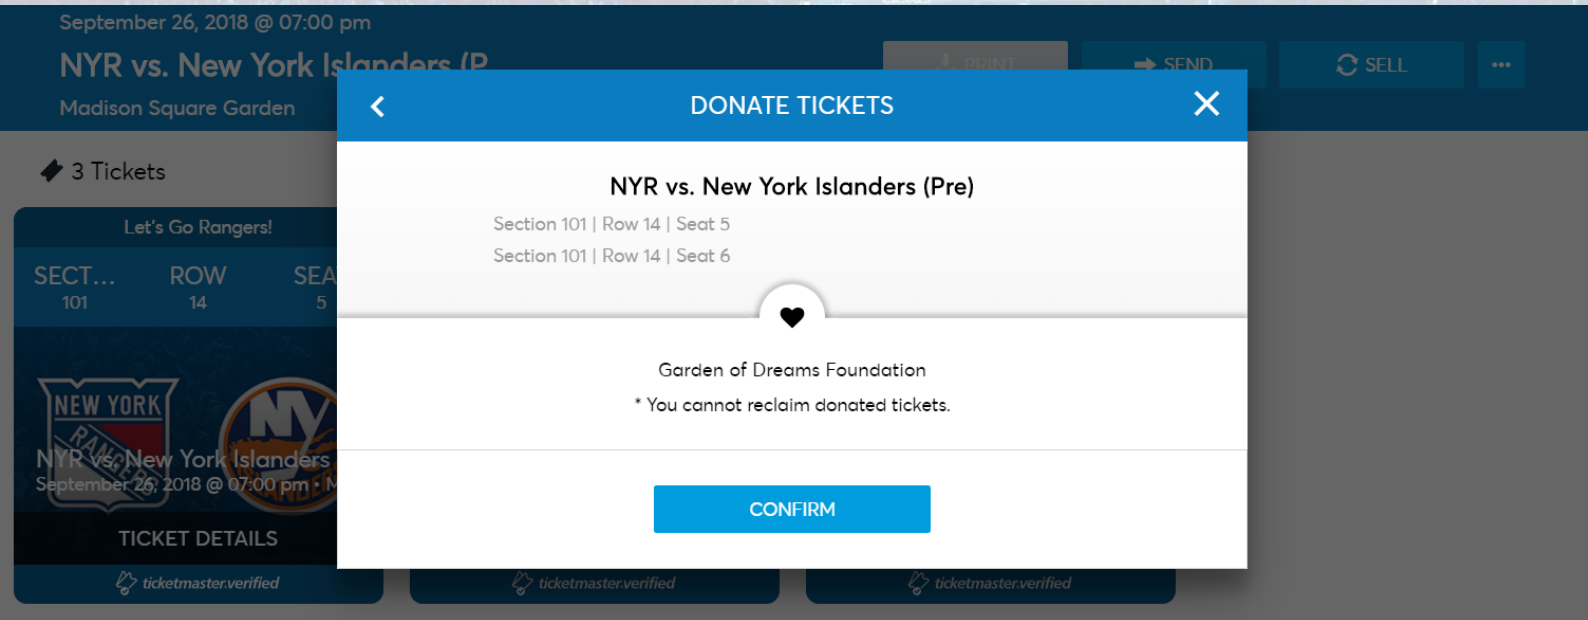 September 26, 2018 @ 07:00 pm
NYR vs. New York Islanders (P
Madison Square Garden
PRINT
SEND
SELL
DONATE TICKETS
3 Tickets
NYR vs. New York Islanders (Pre)
Section 101 | Row 14 | Seat 5
Section 101 | Row 14 | Seat 6
Let's Go Rangers!
SECT... ROW SEA
101 14 5
Garden of Dreams Foundation
* You cannot reclaim donated tickets.
NEW YORK
RANGERS
NY
ISLANDERS
NYR vs. New York Islanders
September 26, 2018 @ 07:00 pm • M
CONFIRM
TICKET DETAILS
ticketmaster.verified
ticketmaster.verified
ticketmaster.verified